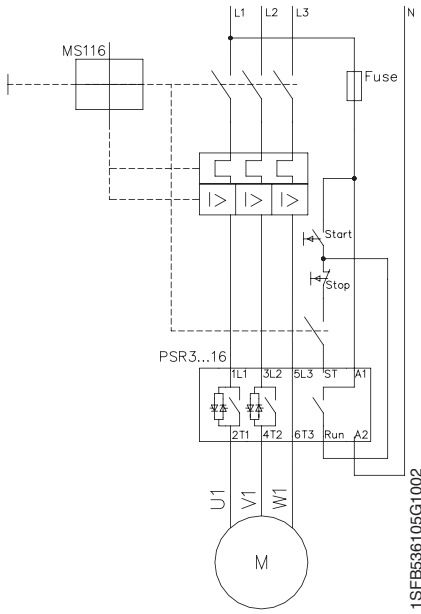 L1 L2 L3 N
MS116
Fuse
I> I> I>
Start
Stop
PSR3...16
1L1 3L2 5L3 ST A1
2T1 4T2 6T3 Run A2
U1 V1 W1
M
1SFB536105G1002